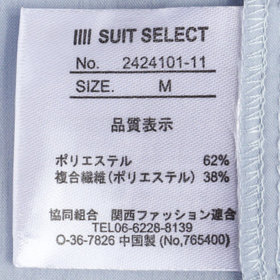 SUIT SELECT
No. 2424101-11
SIZE. M
品質表示
ポリエステル 62%
複合繊維(ポリエステル) 38%
協同組合 関西ファッション連合
TEL06-6228-8139
O-36-7826 中国製 (No,765400)